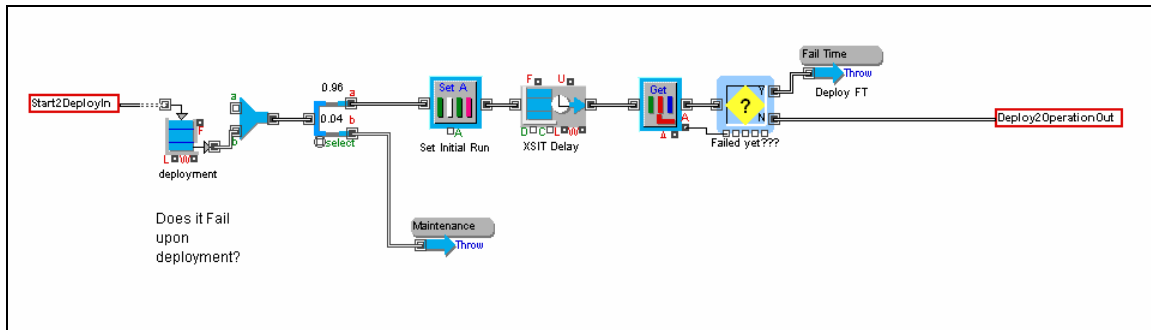 Fail Time
Throw
Deploy FT
0.96
a
0.04
b
select
a
b
Start2DeployIn
F
L W
deployment
Set A
A
Set Initial Run
F U
D C L W
XSIT Delay
Get
A
Δ
?
Y
N
Failed yet???
Deploy2OperationOut
Does it Fail
upon
deployment?
Maintenance
Throw